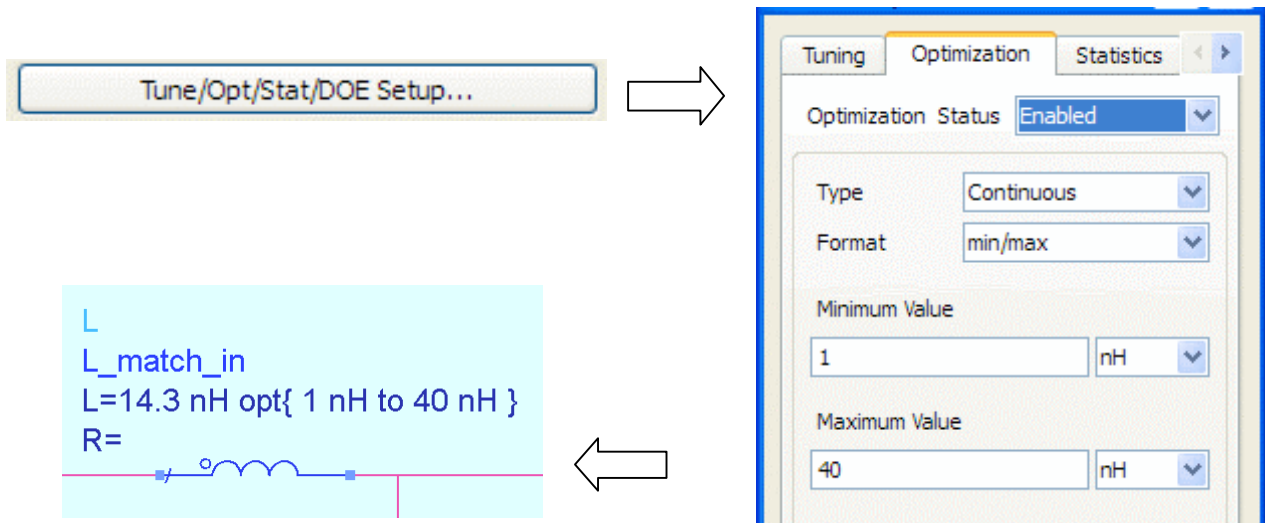 Tune/Opt/Stat/DOE Setup...
Tuning Optimization Statistics
Optimization Status Enabled
Type Continuous
Format min/max
Minimum Value
1 nH
Maximum Value
40 nH
L
L_match_in
L=14.3 nH opt{ 1 nH to 40 nH }
R=